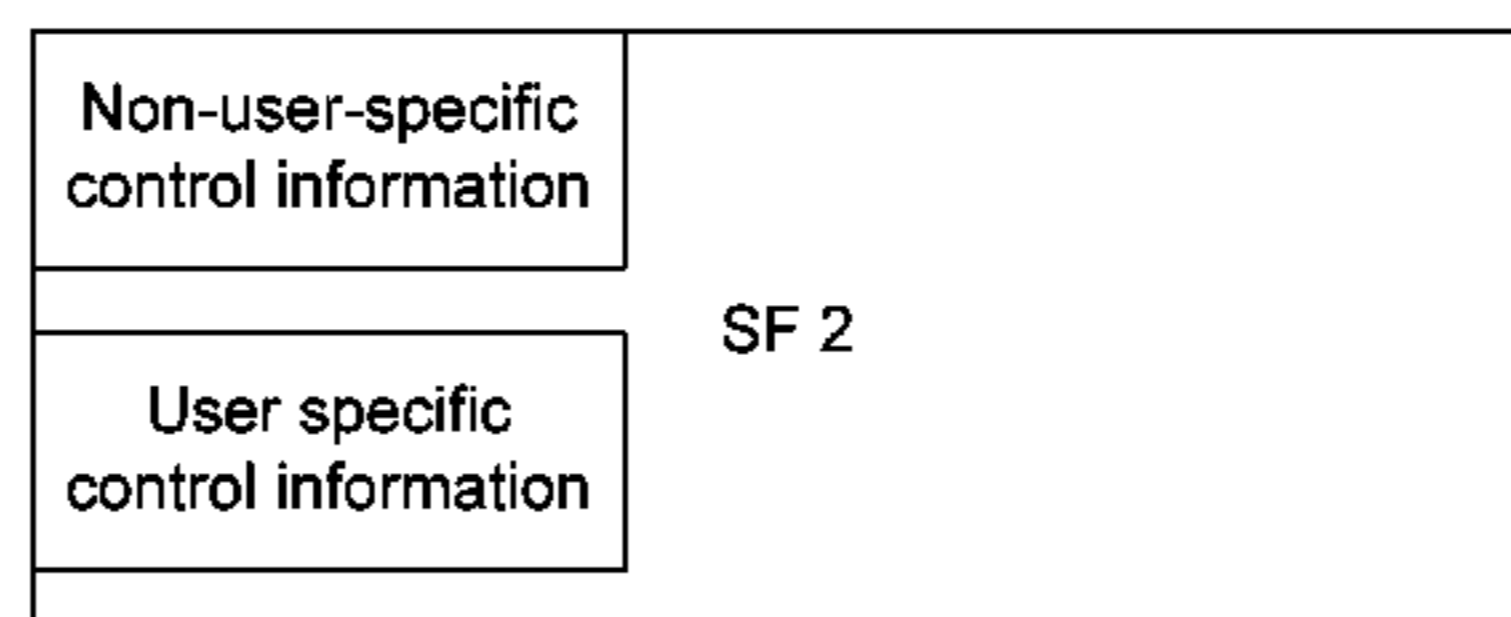 Non-user-specific
control information
SF 2
User specific
control information